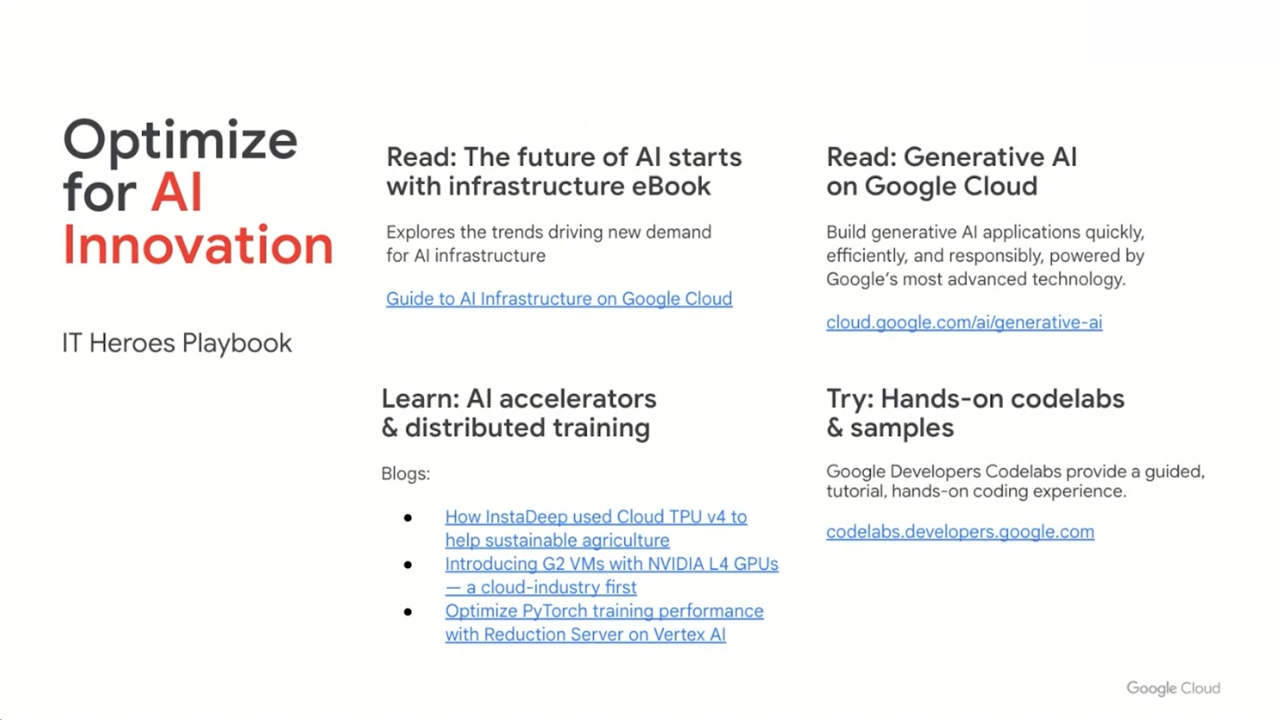 Optimize
for AI
Innovation
IT Heroes Playbook
Read: The future of AI starts
with infrastructure eBook
Explores the trends driving new demand
for AI infrastructure
Guide to AI Infrastructure on Google Cloud
Read: Generative AI
on Google Cloud
Build generative AI applications quickly,
efficiently, and responsibly, powered by
Google's most advanced technology.
cloud.google.com/ai/generative-ai
Learn: AI accelerators
& distributed training
Blogs:
● How InstaDeep used Cloud TPU v4 to
help sustainable agriculture
● Introducing G2 VMs with NVIDIA L4 GPUs
— a cloud-industry first
● Optimize PyTorch training performance
with Reduction Server on Vertex AI
Try: Hands-on codelabs
& samples
Google Developers Codelabs provide a guided,
tutorial, hands-on coding experience.
codelabs.developers.google.com
Google Cloud